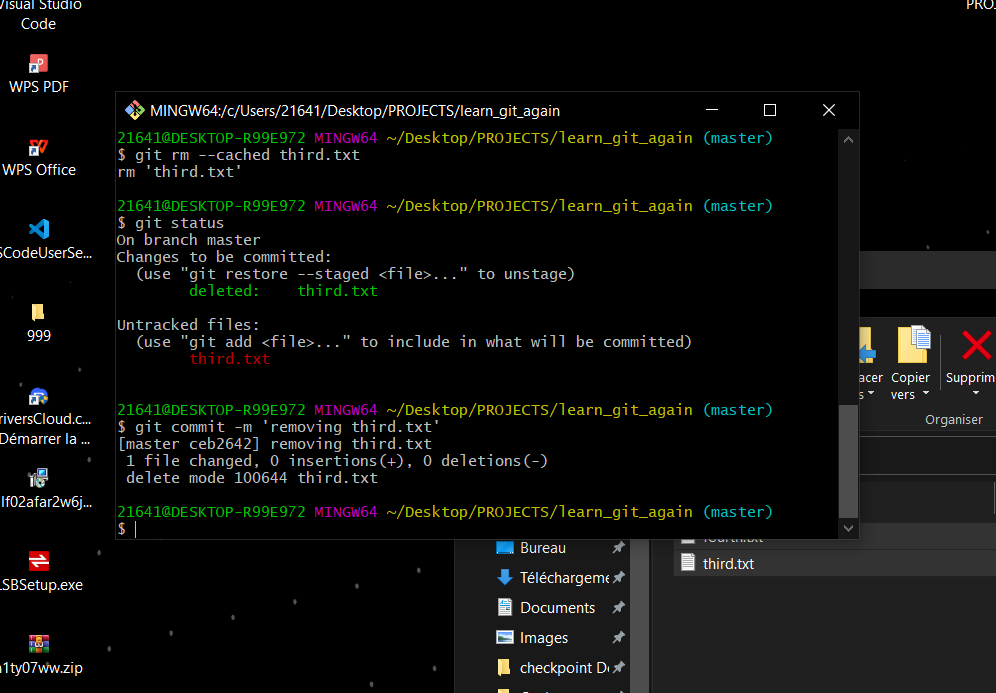 Visual Studio
Code
WPS PDF
WPS Office
SCodeUserSe...
999
riversCloud.c...
Démarrer la ...
lf02afar2w6j...
LSBSetup.exe
1ty07ww.zip
PROJ
MINGW64:/c/Users/21641/Desktop/PROJECTS/learn_git_again
21641@DESKTOP-R99E972 MINGW64 ~/Desktop/PROJECTS/learn_git_again (master)
$ git rm --cached third.txt
rm 'third.txt'
21641@DESKTOP-R99E972 MINGW64 ~/Desktop/PROJECTS/learn_git_again (master)
$ git status
On branch master
Changes to be committed:
(use "git restore --staged <file>..." to unstage)
deleted: third.txt
Untracked files:
(use "git add <file>..." to include in what will be committed)
third.txt
21641@DESKTOP-R99E972 MINGW64 ~/Desktop/PROJECTS/learn_git_again (master)
$ git commit -m 'removing third.txt'
[master ceb2642] removing third.txt
1 file changed, 0 insertions(+), 0 deletions(-)
delete mode 100644 third.txt
21641@DESKTOP-R99E972 MINGW64 ~/Desktop/PROJECTS/learn_git_again (master)
$
acer
s
Copier
vers
Supprim
Organiser
Bureau
Téléchargeme
Documents
Images
checkpoint De
fourth.txt
third.txt